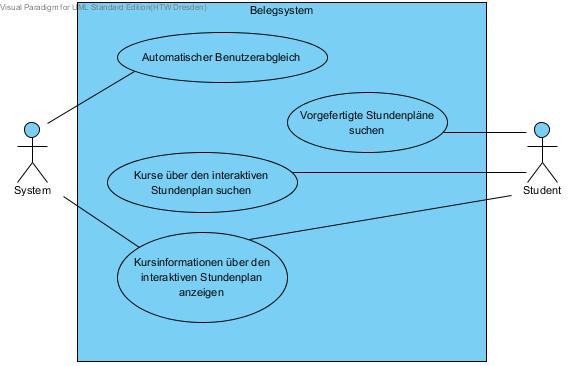 Visual Paradigm for UML Standard Edition(HTW Dresden)
Belegsystem
Automatischer Benutzerabgleich
Vorgefertigte Stundenpläne
suchen
Kurse über den interaktiven
Stundenplan suchen
System
Student
Kursinformationen über den
interaktiven Stundenplan
anzeigen